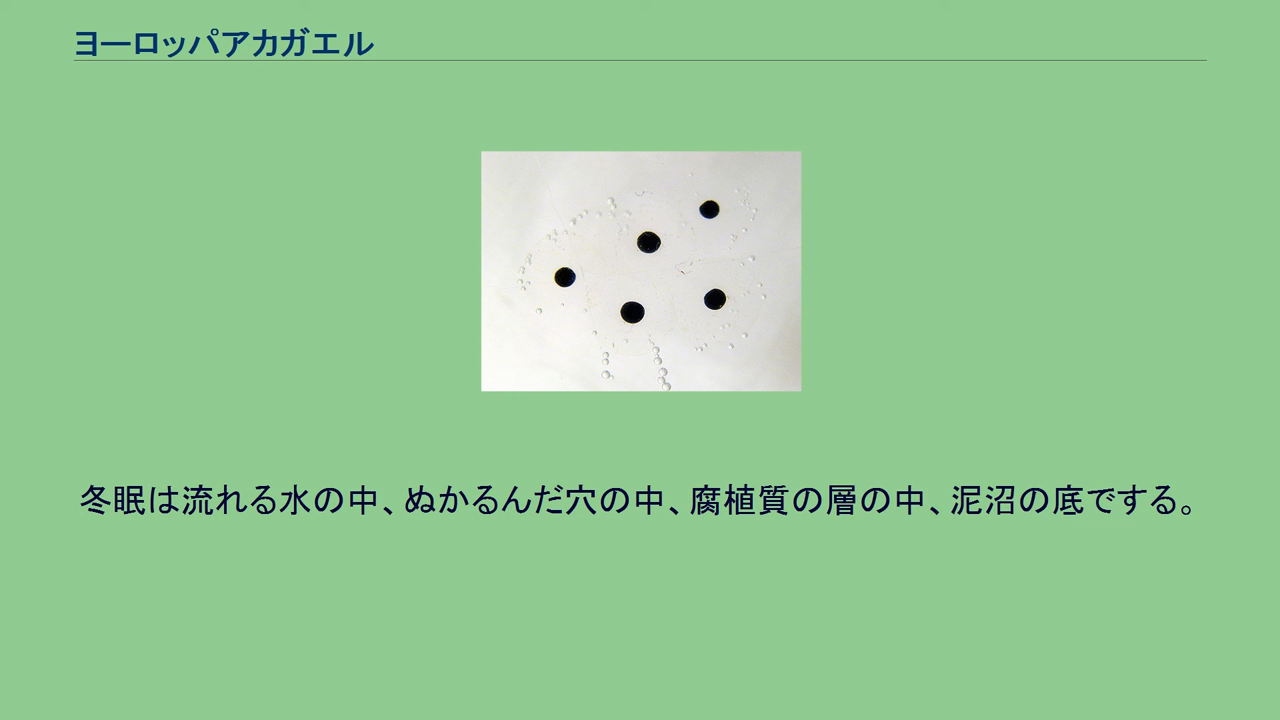 ヨーロッパアカガエル
冬眠は流れる水の中、ぬかるんだ穴の中、腐植質の層の中、泥沼の底でする。